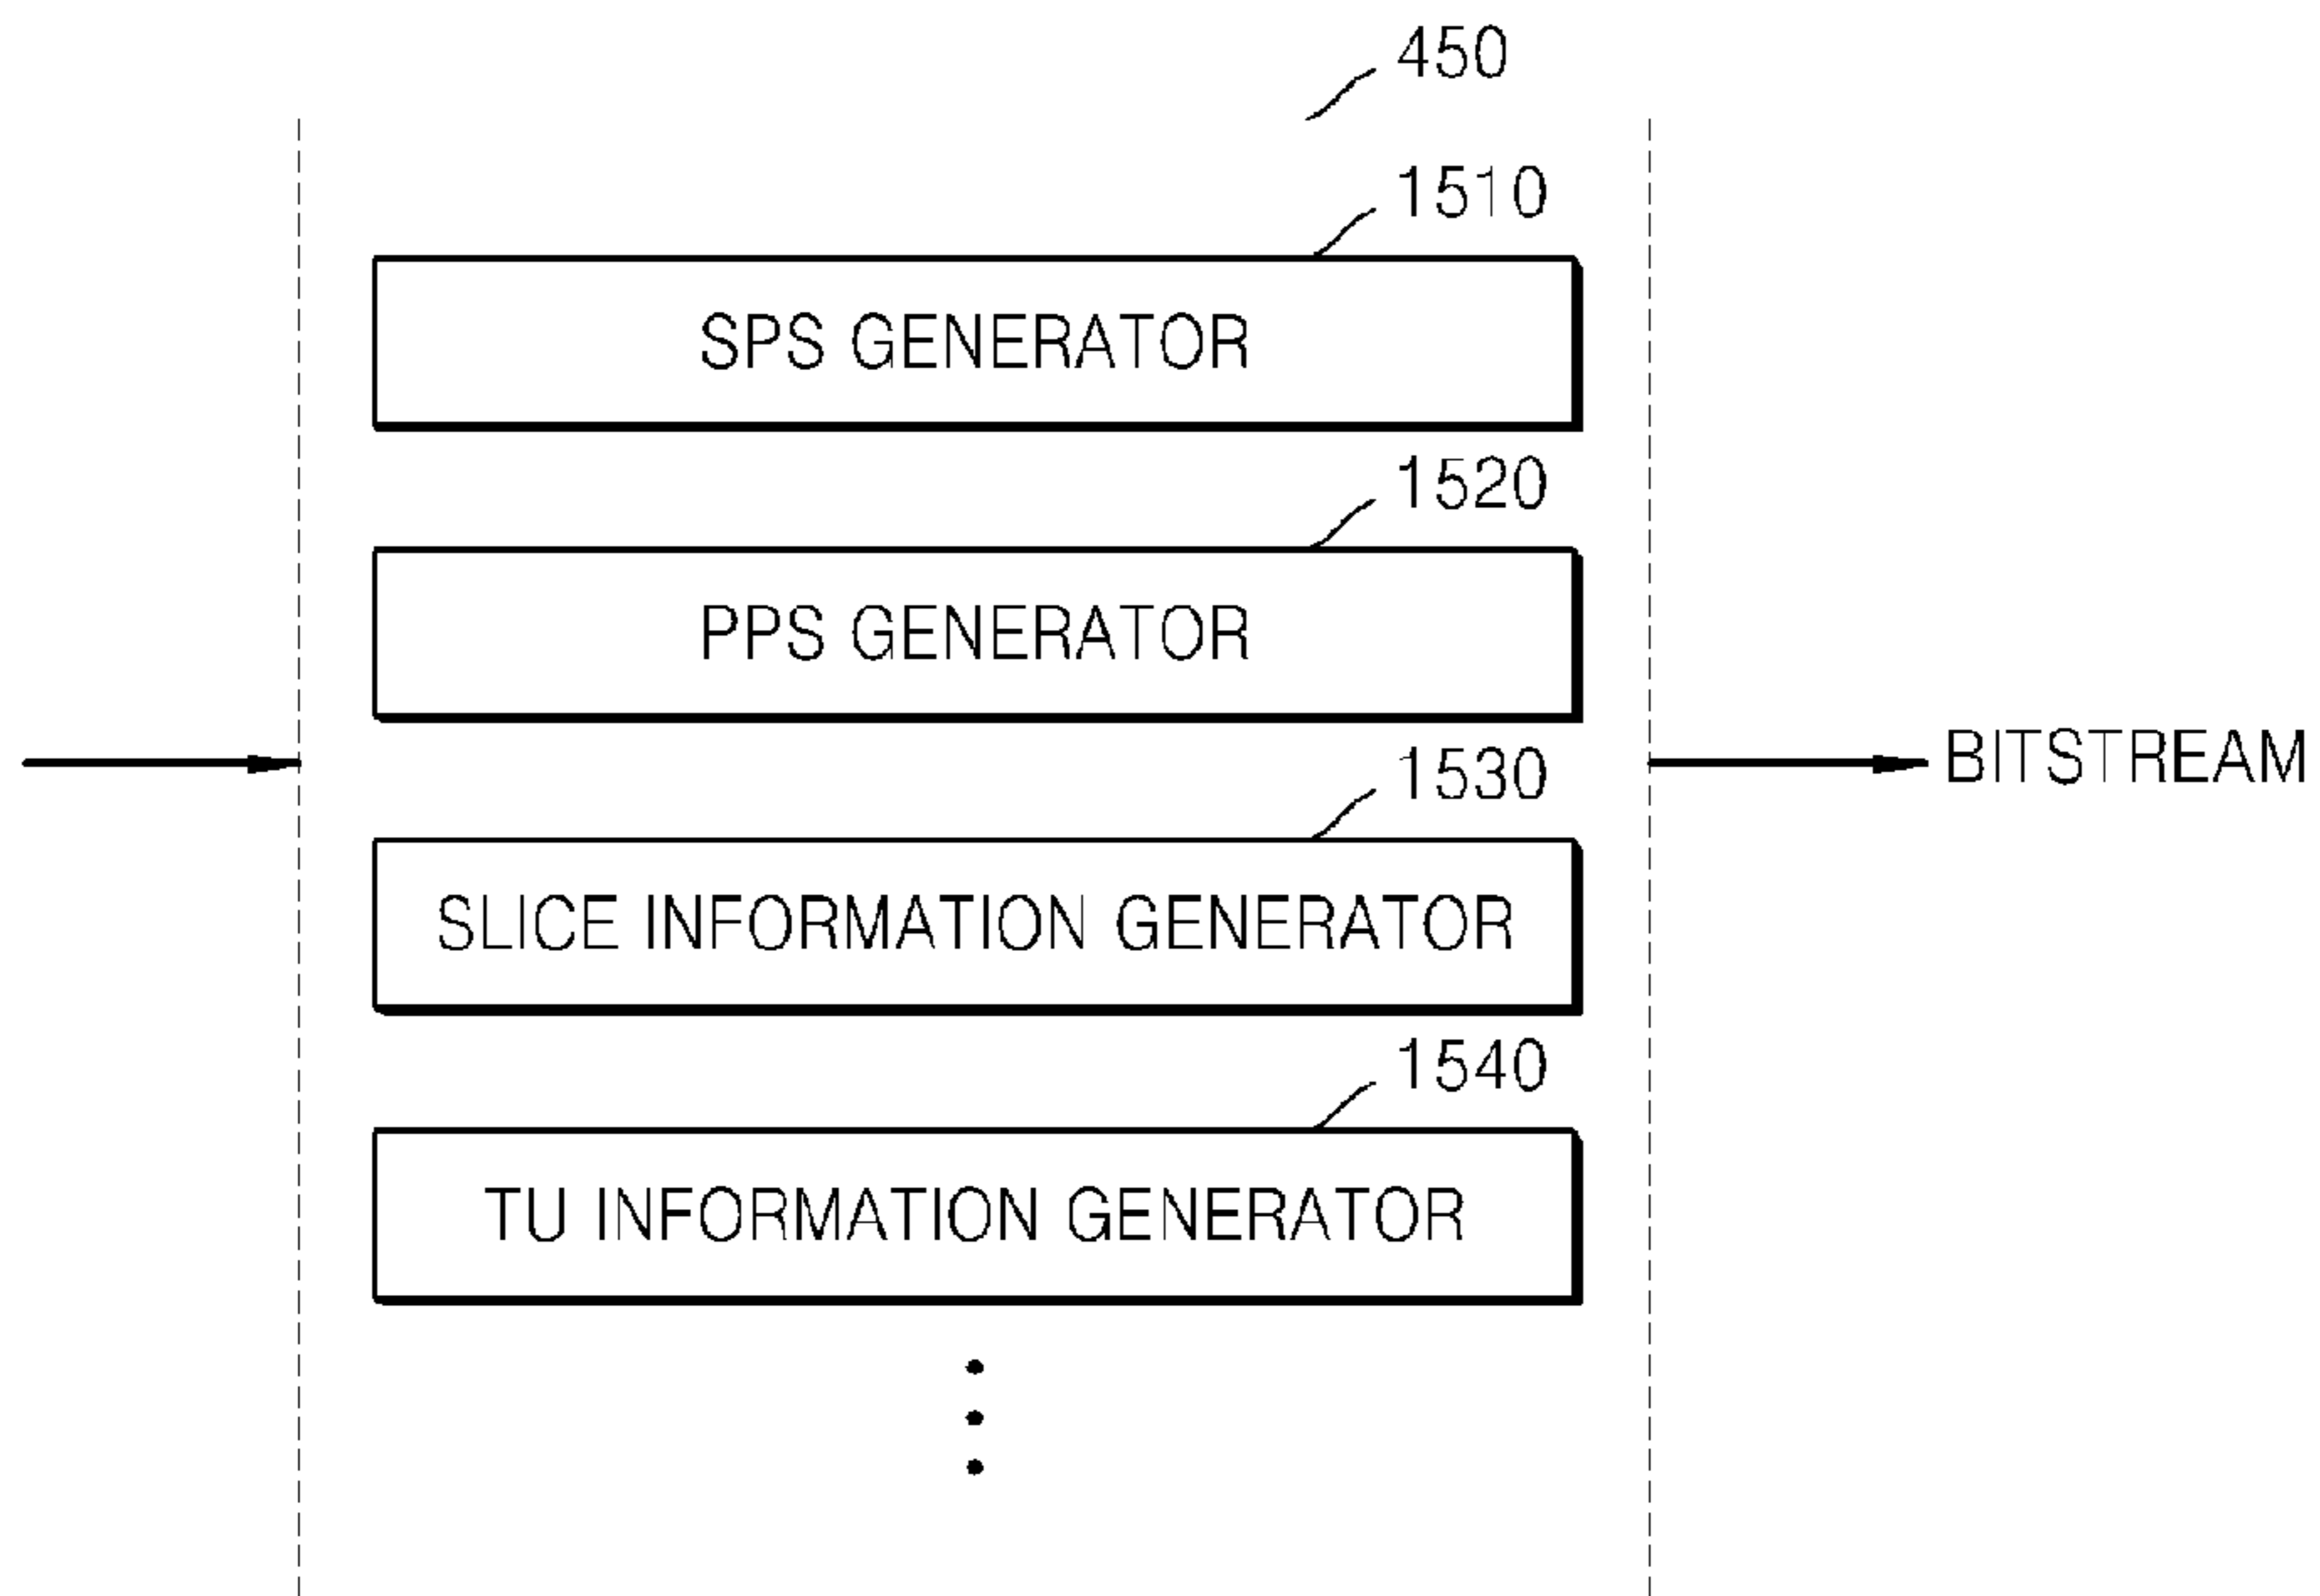 450
1510
SPS GENERATOR
1520
PPS GENERATOR
BITSTREAM
1530
SLICE INFORMATION GENERATOR
1540
TU INFORMATION GENERATOR